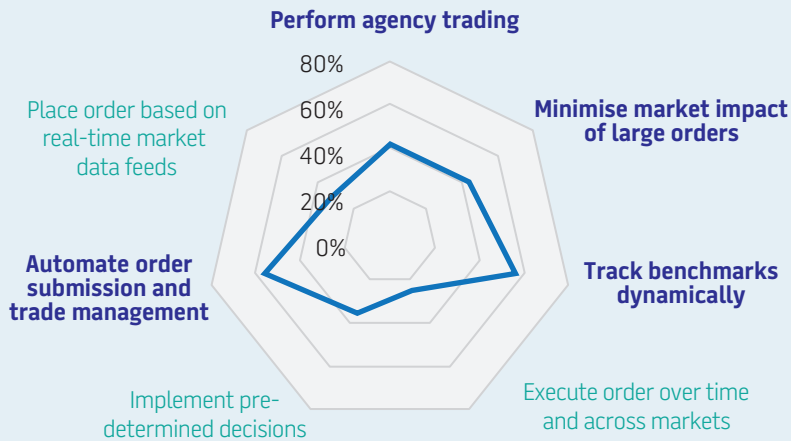 Perform agency trading
80%
60%
40%
20%
0%
Minimise market impact
of large orders
Track benchmarks
dynamically
Execute order over time
and across markets
Implement pre-
determined decisions
Automate order
submission and
trade management
Place order based on
real-time market
data feeds